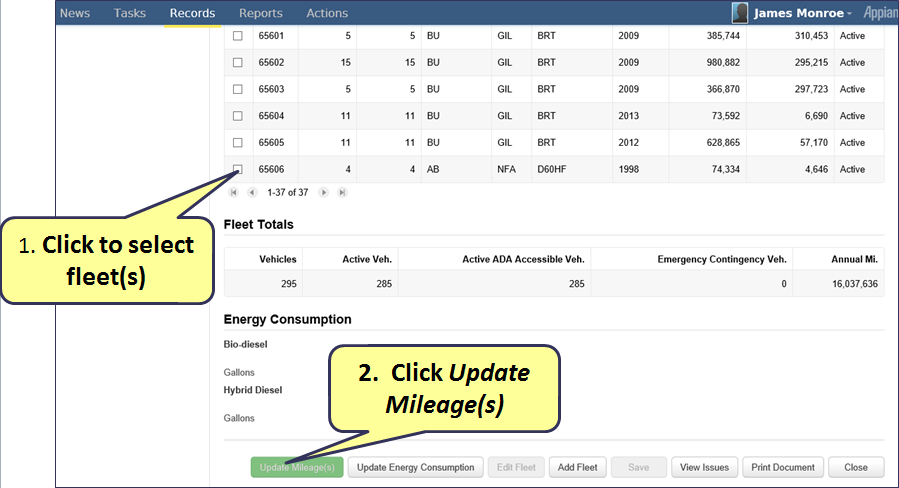 News Tasks Records Reports Actions James Monroe Appian
65601 5 5 BU GIL BRT 2009 385,744 310,453 Active
65602 15 15 BU GIL BRT 2009 980,882 295,215 Active
65603 5 5 BU GIL BRT 2009 366,870 297,723 Active
65604 11 11 BU GIL BRT 2013 73,592 6,690 Active
65605 11 11 BU GIL BRT 2012 628,865 57,170 Active
65606 4 4 AB NFA D60HF 1998 74,334 4,646 Active
1-37 of 37
1. Click to select
fleet(s)
Fleet Totals
Vehicles Active Veh. Active ADA Accessible Veh. Emergency Contingency Veh. Annual Mi.
295 285 285 0 16,037,636
Energy Consumption
Bio-diesel
Gallons
Hybrid Diesel
Gallons
2. Click Update
Mileage(s)
Update Mileage(s) Update Energy Consumption Edit Fleet Add Fleet Save View Issues Print Document Close